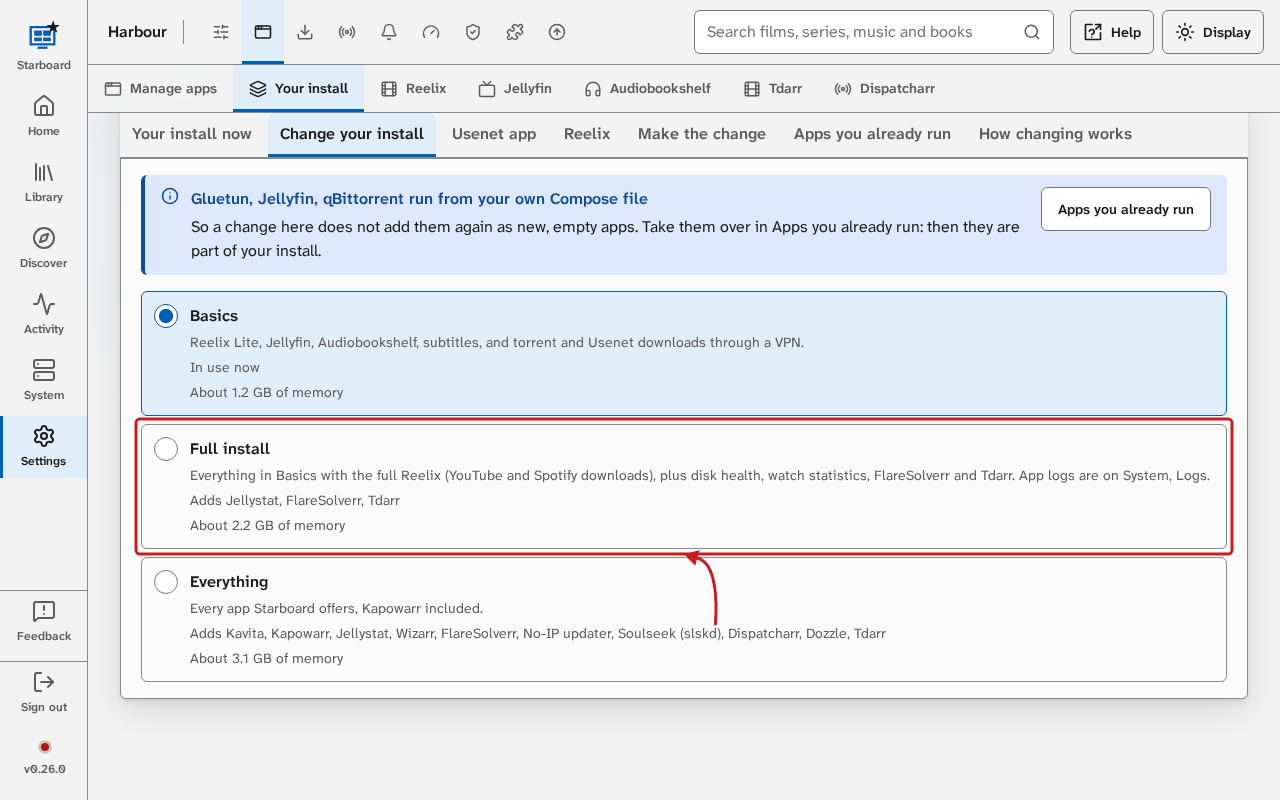 Starboard
Home
Library
Discover
Activity
System
Settings
Feedback
Sign out
v0.26.0
Harbour
Search films, series, music and books
Help
Display
Manage apps
Your install
Reelix
Jellyfin
Audiobookshelf
Tdarr
Dispatcharr
Your install now
Change your install
Usenet app
Reelix
Make the change
Apps you already run
How changing works
Gluetun, Jellyfin, qBittorrent run from your own Compose file
So a change here does not add them again as new, empty apps. Take them over in Apps you already run: then they are
part of your install.
Apps you already run
Basics
Reelix Lite, Jellyfin, Audiobookshelf, subtitles, and torrent and Usenet downloads through a VPN.
In use now
About 1.2 GB of memory
Full install
Everything in Basics with the full Reelix (YouTube and Spotify downloads), plus disk health, watch statistics, FlareSolverr and Tdarr. App logs are on System, Logs.
Adds Jellystat, FlareSolverr, Tdarr
About 2.2 GB of memory
Everything
Every app Starboard offers, Kapowarr included.
Adds Kavita, Kapowarr, Jellystat, Wizarr, FlareSolverr, No-IP updater, Soulseek (slskd), Dispatcharr, Dozzle, Tdarr
About 3.1 GB of memory